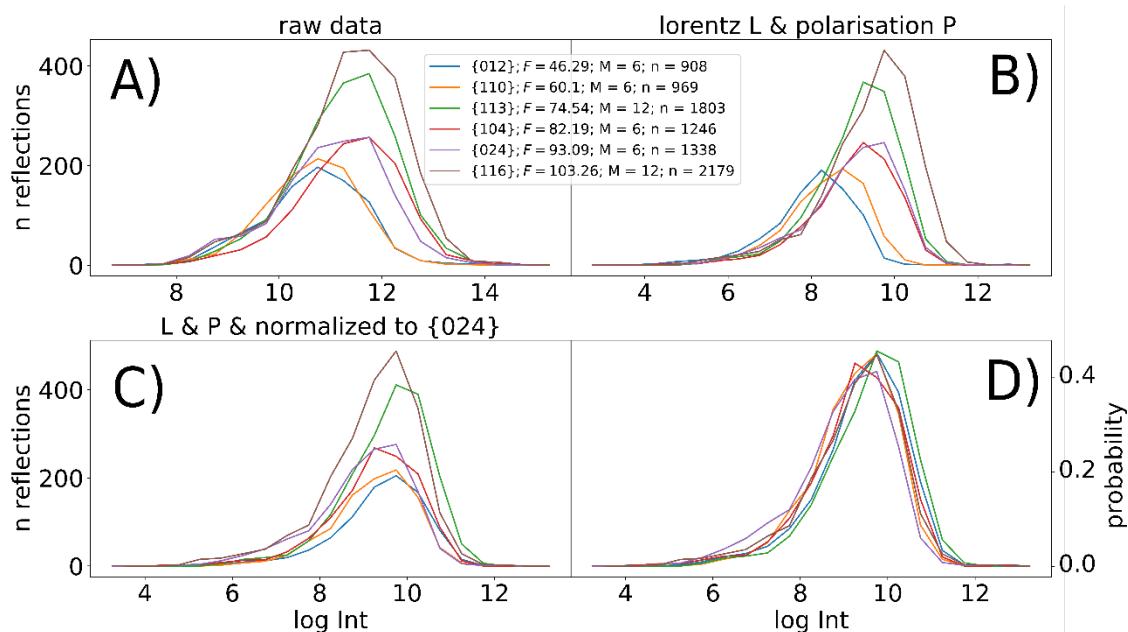 raw data
lorentz L & polarisation P
A)
B)
{012}; F = 46.29; M = 6; n = 908
{110}; F = 60.1; M = 6; n = 969
{113}; F = 74.54; M = 12; n = 1803
{104}; F = 82.19; M = 6; n = 1246
{024}; F = 93.09; M = 6; n = 1338
{116}; F = 103.26; M = 12; n = 2179
n reflections
400
200
0
8 10 12 14
4 6 8 10 12
L & P & normalized to {024}
C)
D)
n reflections
400
200
0
0.4
0.2
0.0
probability
4 6 8 10 12
4 6 8 10 12
log Int
log Int